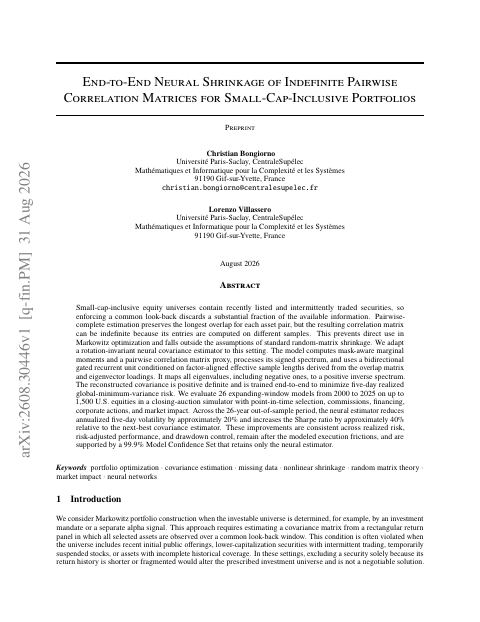 arXiv:2608.30446v1 [q-fin.PM] 31 Aug 2026
End-to-End Neural Shrinkage of Indefinite Pairwise
Correlation Matrices for Small-Cap-Inclusive Portfolios
Preprint
Christian Bongiorno
Université Paris-Saclay, CentraleSupélec
Mathématiques et Informatique pour la Complexité et les Systèmes
91190 Gif-sur-Yvette, France
christian.bongiorno@centralesupelec.fr
Lorenzo Villassero
Université Paris-Saclay, CentraleSupélec
Mathématiques et Informatique pour la Complexité et les Systèmes
91190 Gif-sur-Yvette, France
August 2026
Abstract
Small-cap-inclusive equity universes contain recently listed and intermittently traded securities, so
enforcing a common look-back discards a substantial fraction of the available information. Pairwise-
complete estimation preserves the longest overlap for each asset pair, but the resulting correlation matrix
can be indefinite because its entries are computed on different samples. This prevents direct use in
Markowitz optimization and falls outside the assumptions of standard random-matrix shrinkage. We adapt
a rotation-invariant neural covariance estimator to this setting. The model computes mask-aware marginal
moments and a pairwise correlation matrix proxy, processes its signed spectrum, and uses a bidirectional
gated recurrent unit conditioned on factor-aligned effective sample lengths derived from the overlap matrix
and eigenvector loadings. It maps all eigenvalues, including negative ones, to a positive inverse spectrum.
The reconstructed covariance is positive definite and is trained end-to-end to minimize five-day realized
global-minimum-variance risk. We evaluate 26 expanding-window models from 2000 to 2025 on up to
1,500 U.S. equities in a closing-auction simulator with point-in-time selection, commissions, financing,
corporate actions, and market impact. Across the 26-year out-of-sample period, the neural estimator reduces
annualized five-day volatility by approximately 20% and increases the Sharpe ratio by approximately 40%
relative to the next-best covariance estimator. These improvements are consistent across realized risk,
risk-adjusted performance, and drawdown control, remain after the modeled execution frictions, and are
supported by a 99.9% Model Confidence Set that retains only the neural estimator.
Keywords portfolio optimization · covariance estimation · missing data · nonlinear shrinkage · random matrix theory ·
market impact · neural networks
1 Introduction
We consider Markowitz portfolio construction when the investable universe is determined, for example, by an investment
mandate or a separate alpha signal. This approach requires estimating a covariance matrix from a rectangular return
panel in which all selected assets are observed over a common look-back window. This condition is often violated when
the universe includes recent initial public offerings, lower-capitalization securities with intermittent trading, temporarily
suspended stocks, or assets with incomplete historical coverage. In these settings, excluding a security solely because its
return history is shorter or fragmented would alter the prescribed investment universe and is not a negotiable solution.